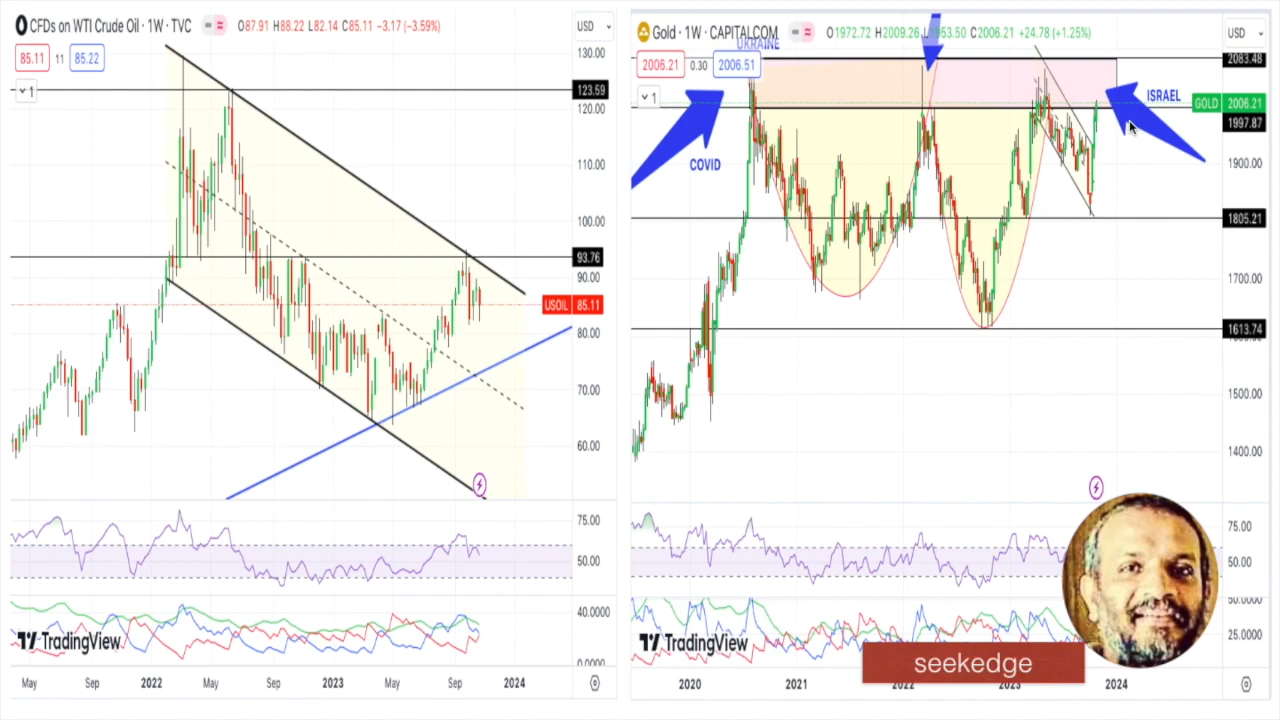 CFDs on WTI Crude Oil · 1W · TVC O87.91 H88.22 L82.14 C85.11 −3.17 (−3.59%)
USD
85.11 11 85.22
1
130.00
123.59
120.00
110.00
100.00
93.76
90.00
USOIL 85.11
80.00
70.00
60.00
75.00
50.00
40.0000
0.0000
TradingView
May Sep 2022 May Sep 2023 May Sep 2024
Gold · 1W · CAPITALCOM O1972.72 H2009.26 L1953.50 C2006.21 +24.78 (+1.25%)
USD
UKRAINE
2006.21 0.30 2006.51
1
COVID
ISRAEL
2083.48
GOLD 2006.21
1997.87
1900.00
1805.21
1700.00
1613.74
1500.00
1400.00
75.00
50.00
50.0000
25.0000
TradingView
seekedge
2020 2021 2022 2023 2024